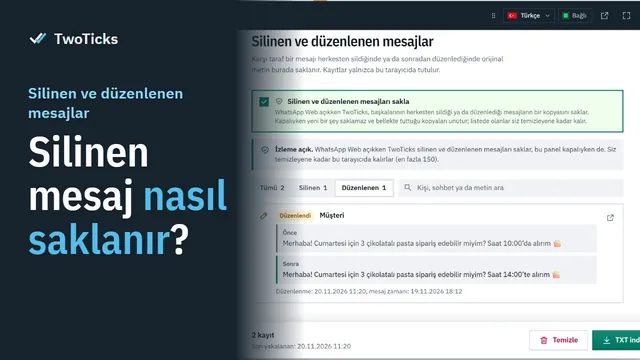 TwoTicks
Silinen ve düzenlenen
mesajlar
Silinen
mesaj nasıl
saklanır?
Türkçe
Bağlı
Silinen ve düzenlenen mesajlar
Karşı taraf bir mesajı herkesten sildiğinde ya da sonradan düzenlediğinde orijinal
metin burada saklanır. Kayıtlar yalnızca bu tarayıcıda tutulur.
Silinen ve düzenlenen mesajları sakla
WhatsApp Web açıkken TwoTicks, başkalarının herkesten sildiği ya da düzenlediği mesajların bir kopyasını saklar.
Kapalıyken yeni bir şey saklamaz ve bellekte tuttuğu kopyaları unutur; listede olanlar siz temizleyene kadar kalır.
İzleme açık. WhatsApp Web açıkken TwoTicks silinen ve düzenlenen mesajları saklar, bu panel kapalıyken de. Siz
temizleyene kadar bu tarayıcıda kalırlar (en fazla 150).
Tümü 2
Silinen 1
Düzenlenen 1
Kişi, sohbet ya da metin ara
Düzenlendi Müşteri
Önce
Merhaba! Cumartesi için 3 çikolatalı pasta sipariş edebilir miyim? Saat 10:00'da alırım 🍰
Sonra
Merhaba! Cumartesi için 3 çikolatalı pasta sipariş edebilir miyim? Saat 14:00'te alırım 🍰
Düzenlenme: 20.11.2026 11:20, mesaj zamanı: 19.11.2026 18:12
2 kayıt
Son yakalanan: 20.11.2026 11:20
Temizle
TXT ind